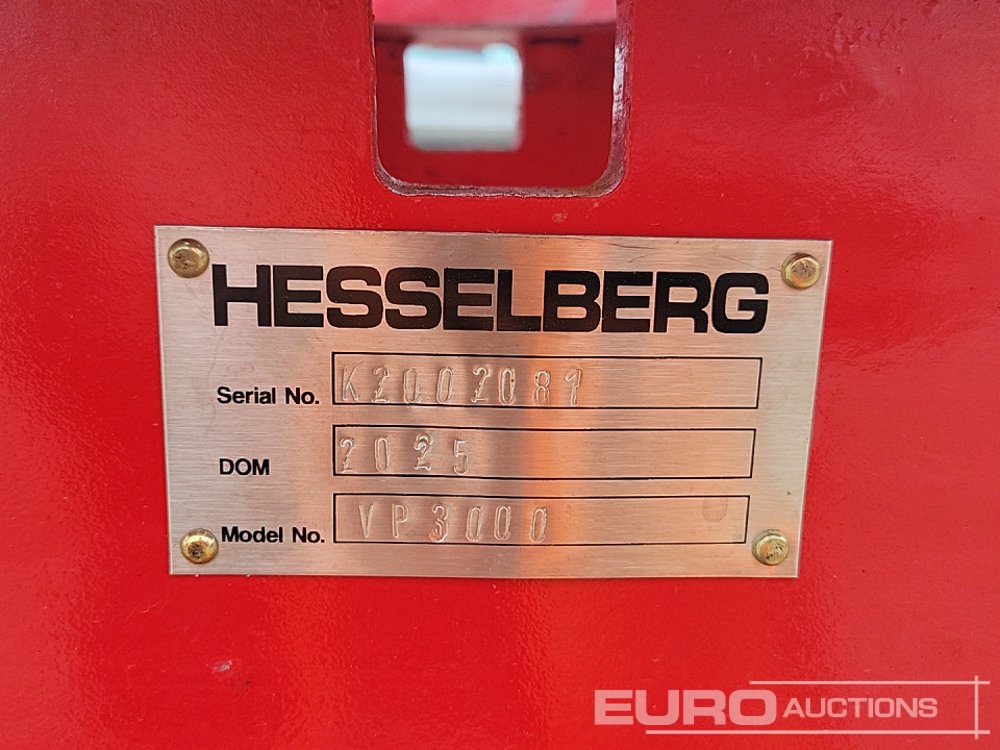 HESSELBERG
Serial No. K2002081
DOM 2025
Model No. VP3000
EURO AUCTIONS